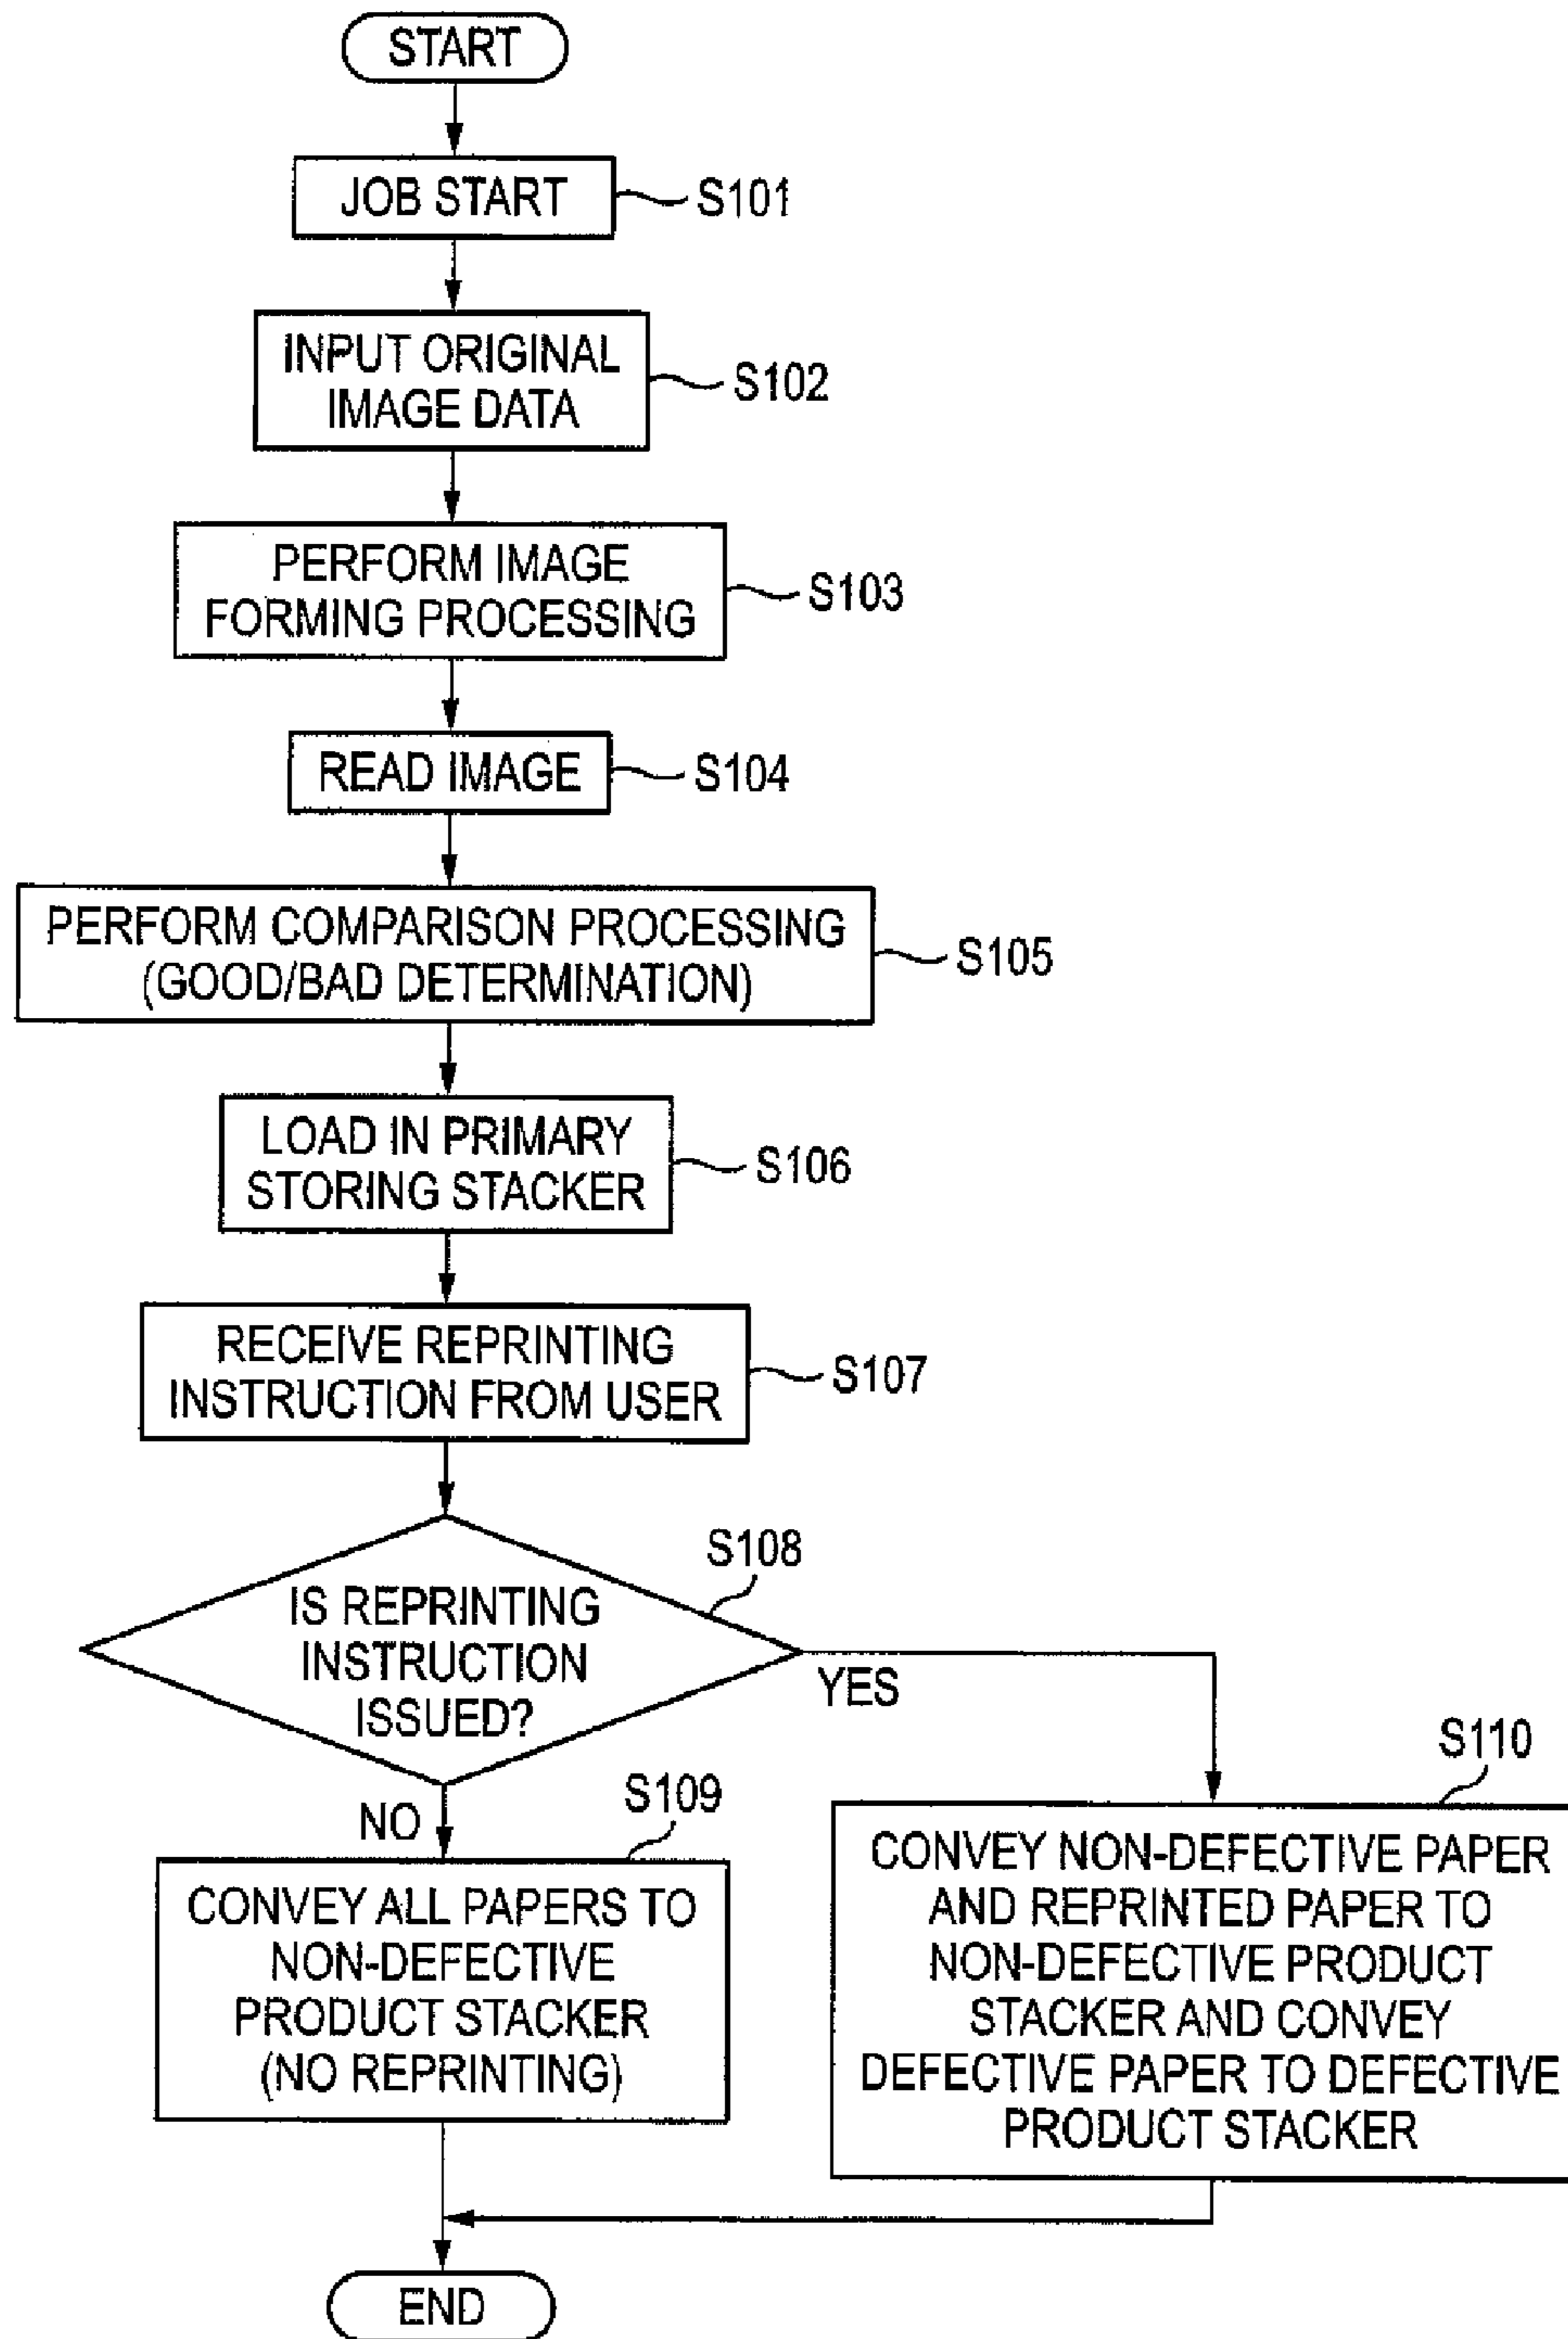 START
JOB START
S101
INPUT ORIGINAL
IMAGE DATA
S102
PERFORM IMAGE
FORMING PROCESSING
S103
READ IMAGE
S104
PERFORM COMPARISON PROCESSING
(GOOD/BAD DETERMINATION)
S105
LOAD IN PRIMARY
STORING STACKER
S106
RECEIVE REPRINTING
INSTRUCTION FROM USER
S107
S108
IS REPRINTING
INSTRUCTION
ISSUED?
YES
NO
S109
CONVEY ALL PAPERS TO
NON-DEFECTIVE
PRODUCT STACKER
(NO REPRINTING)
S110
CONVEY NON-DEFECTIVE PAPER
AND REPRINTED PAPER TO
NON-DEFECTIVE PRODUCT
STACKER AND CONVEY
DEFECTIVE PAPER TO DEFECTIVE
PRODUCT STACKER
END